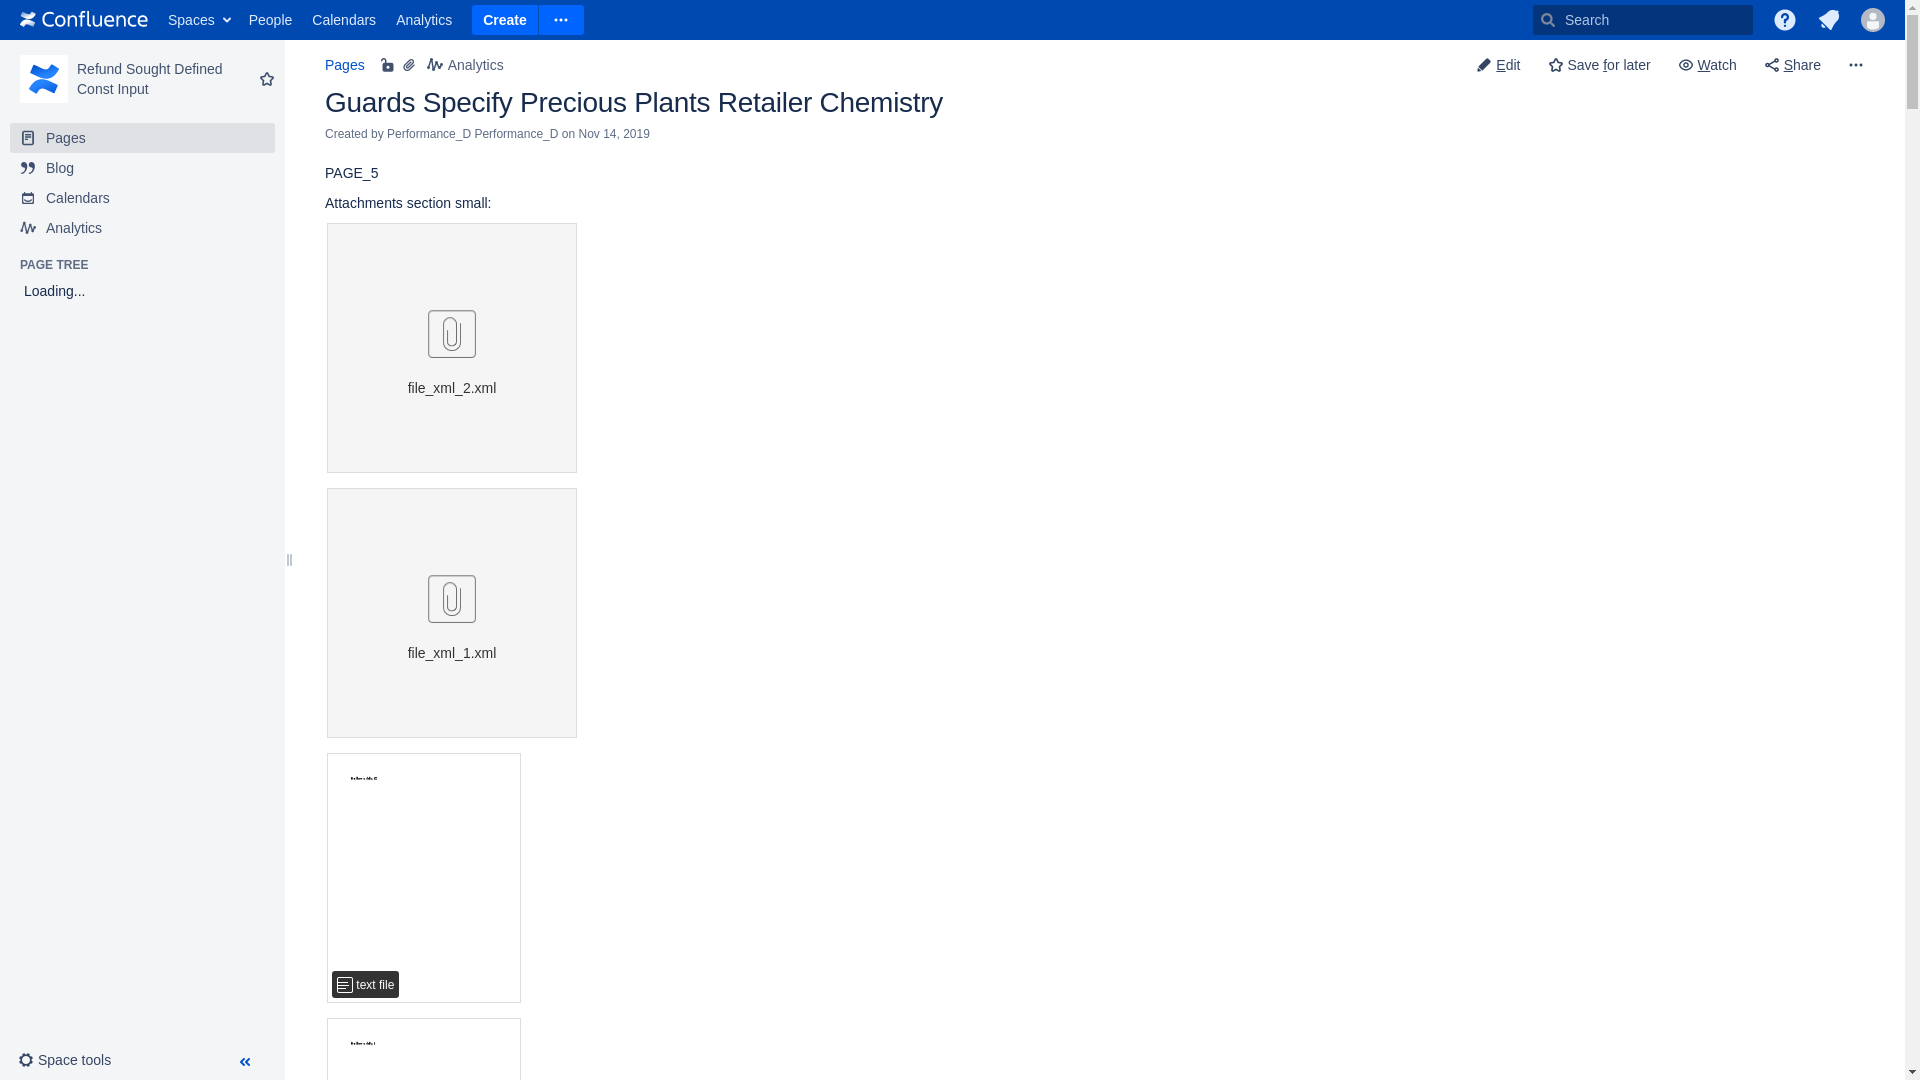 Confluence Spaces People Calendars Analytics Create Search
Refund Sought Defined
Const Input
Pages
Blog
Calendars
Analytics
PAGE TREE
Loading...
Space tools
Pages Analytics Edit Save for later Watch Share
Guards Specify Precious Plants Retailer Chemistry
Created by Performance_D Performance_D on Nov 14, 2019
PAGE_5
Attachments section small:
file_xml_2.xml
file_xml_1.xml
text file